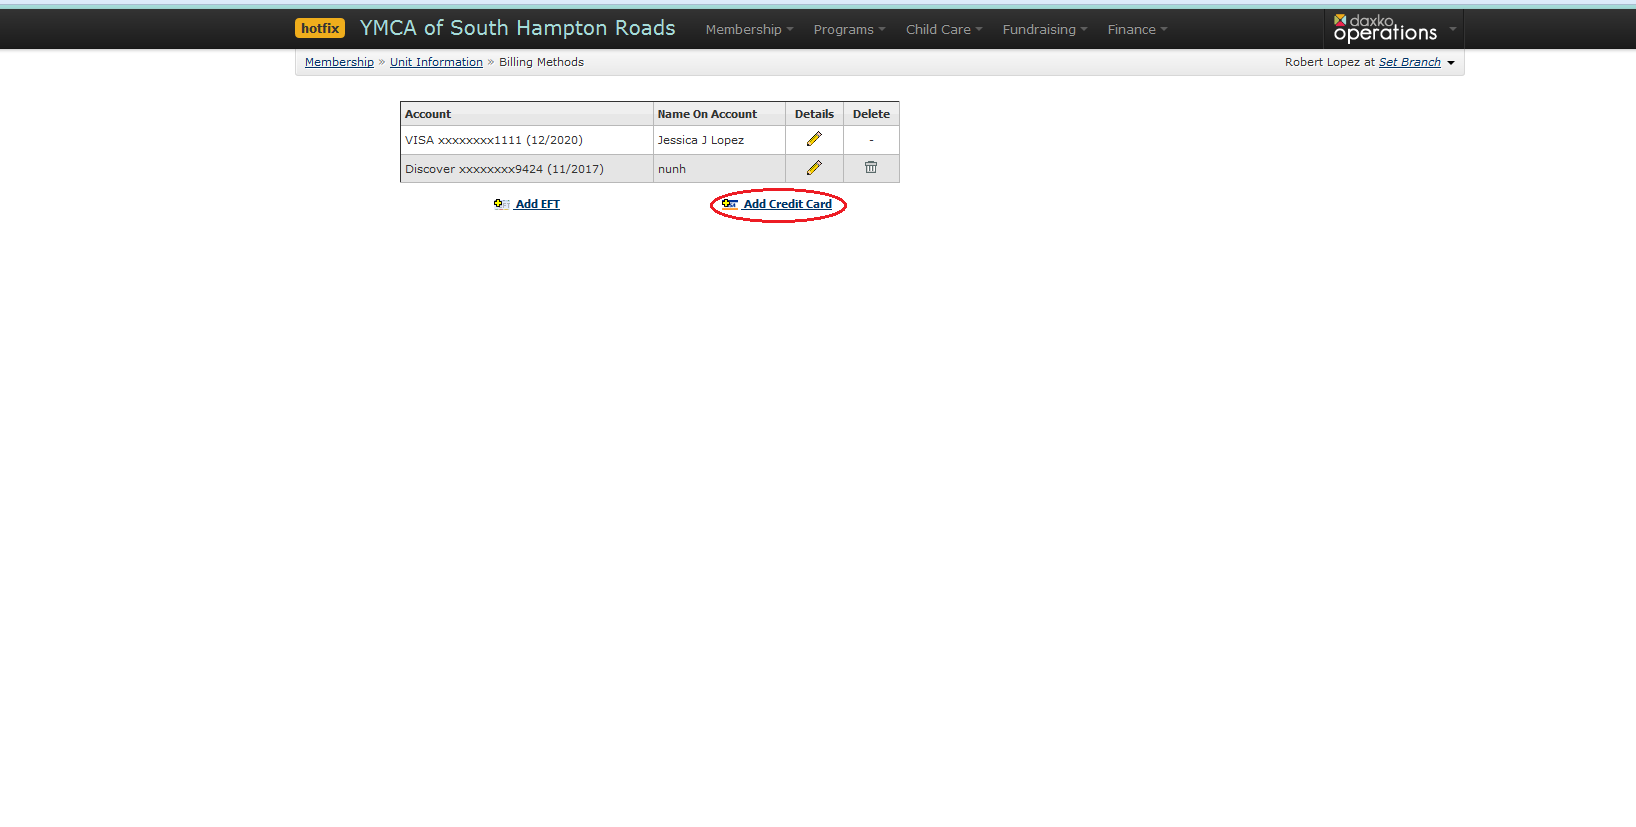 hotfix YMCA of South Hampton Roads Membership Programs Child Care Fundraising Finance daxko operations
Membership » Unit Information » Billing Methods Robert Lopez at Set Branch
Account Name On Account Details Delete
VISA xxxxxxxx1111 (12/2020) Jessica J Lopez -
Discover xxxxxxxx9424 (11/2017) nunh
Add EFT Add Credit Card